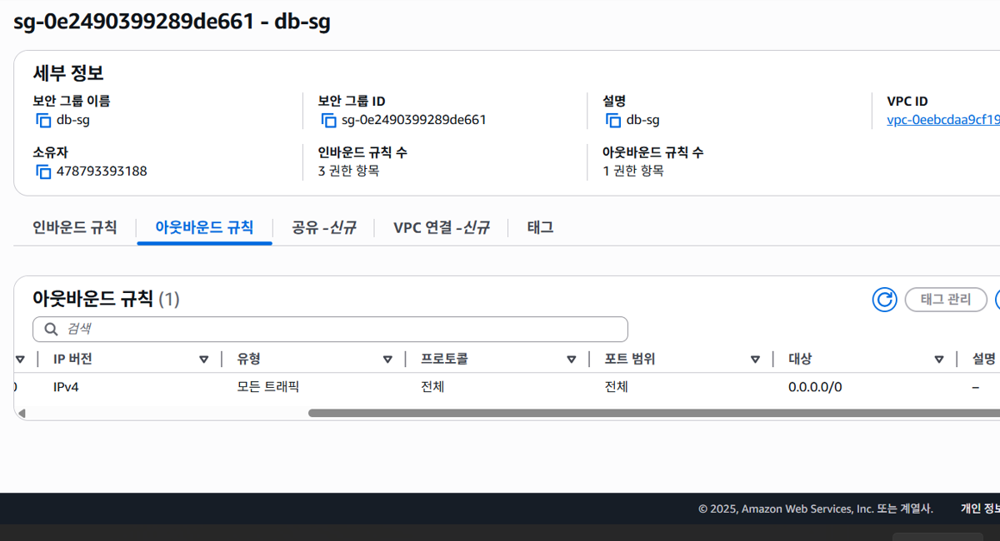 sg-0e2490399289de661 - db-sg
세부 정보
보안 그룹 이름
db-sg
보안 그룹 ID
sg-0e2490399289de661
설명
db-sg
VPC ID
vpc-0eebcdaa9cf19
소유자
478793393188
인바운드 규칙 수
3 권한 항목
아웃바운드 규칙 수
1 권한 항목
인바운드 규칙 아웃바운드 규칙 공유 -신규 VPC 연결 -신규 태그
아웃바운드 규칙 (1)
태그 관리
검색
IP 버전 유형 프로토콜 포트 범위 대상 설명
IPv4 모든 트래픽 전체 전체 0.0.0.0/0 –
© 2025, Amazon Web Services, Inc. 또는 계열사. 개인 정보